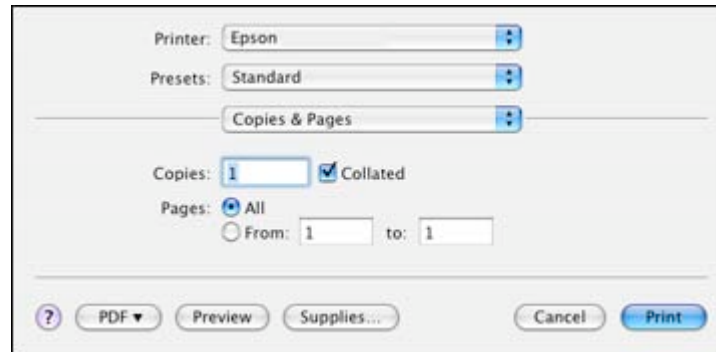 Printer: Epson
Presets: Standard
Copies & Pages
Copies: 1 Collated
Pages: All
From: 1 to: 1
? PDF ▼ Preview Supplies... Cancel Print